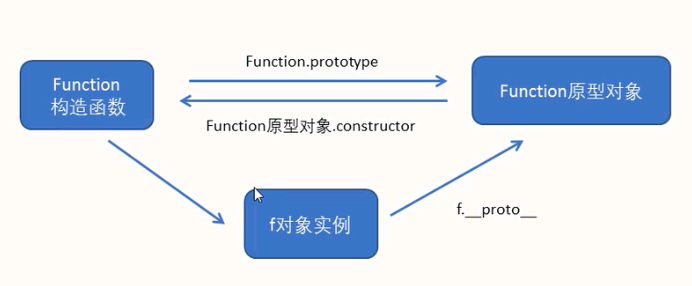 Function.prototype
Function
构造函数
Function原型对象
Function原型对象.constructor
f对象实例
f.__proto__